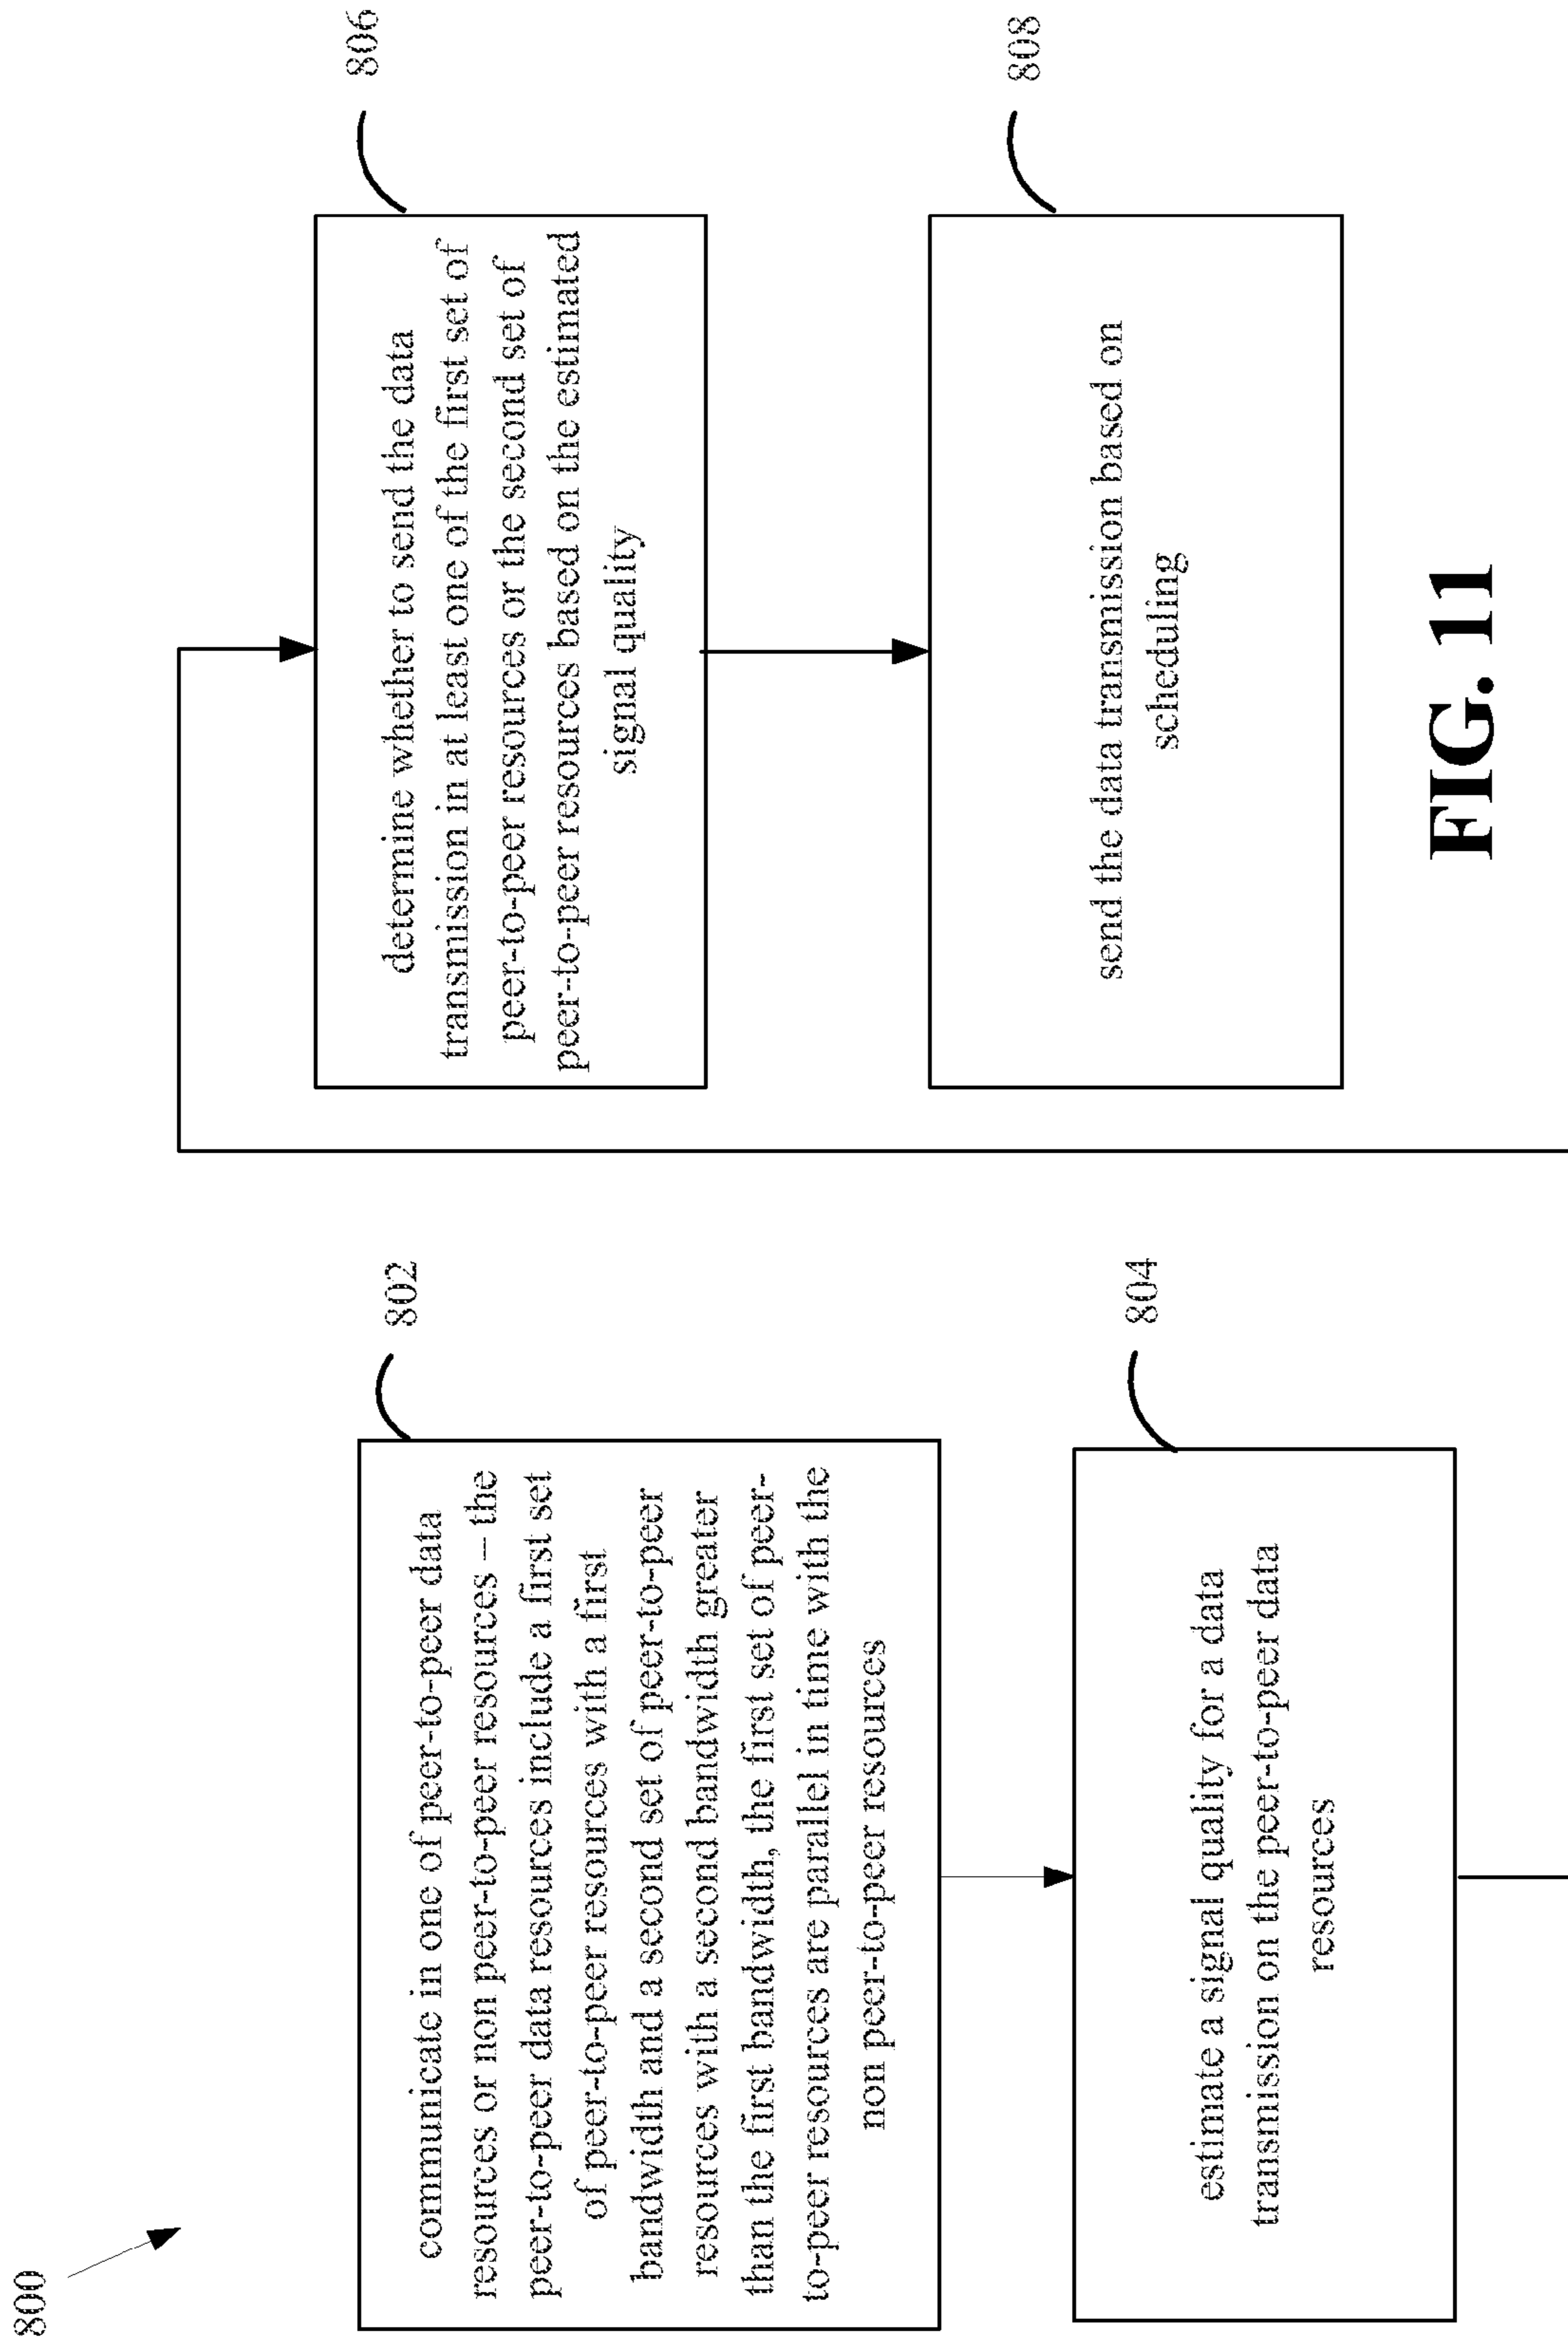 800
802
communicate in one of peer-to-peer data
resources or non peer-to-peer resources – the
peer-to-peer data resources include a first set
of peer-to-peer resources with a first
bandwidth and a second set of peer-to-peer
resources with a second bandwidth greater
than the first bandwidth, the first set of peer-
to-peer resources are parallel in time with the
non peer-to-peer resources
804
estimate a signal quality for a data
transmission on the peer-to-peer data
resources
806
determine whether to send the data
transmission in at least one of the first set of
peer-to-peer resources or the second set of
peer-to-peer resources based on the estimated
signal quality
808
send the data transmission based on
scheduling
FIG. 11